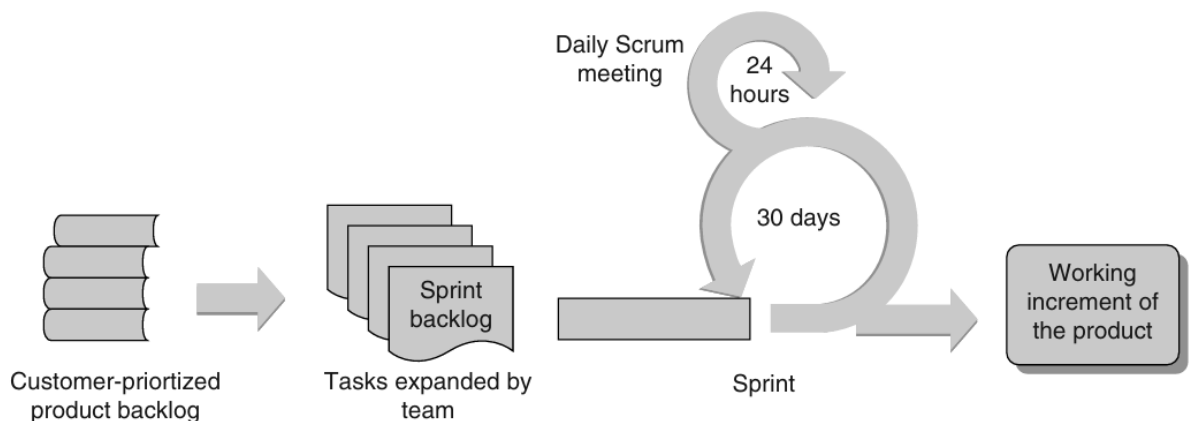 Daily Scrum
meeting
24
hours
30 days
Sprint
backlog
Working
increment of
the product
Customer-priortized
product backlog
Tasks expanded by
team
Sprint